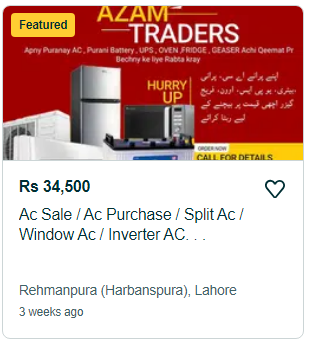 Featured
AZAM
TRADERS
Apny Puranay AC , Purani Battery , UPS , OVEN ,FRIDGE , GEASER Achi Qeemat Pr
Bechny ke liye Rabta kray
HURRY
UP
اپنے پرانے اے سی، پرانی
بیٹری، یو پی ایس، اوون، فریج
گیزر اچھی قیمت پر بیچنے کے
لیے ربتا کرائے
ORDER NOW
CALL FOR DETAILS
Rs 34,500
Ac Sale / Ac Purchase / Split Ac /
Window Ac / Inverter AC. . .
Rehmanpura (Harbanspura), Lahore
3 weeks ago